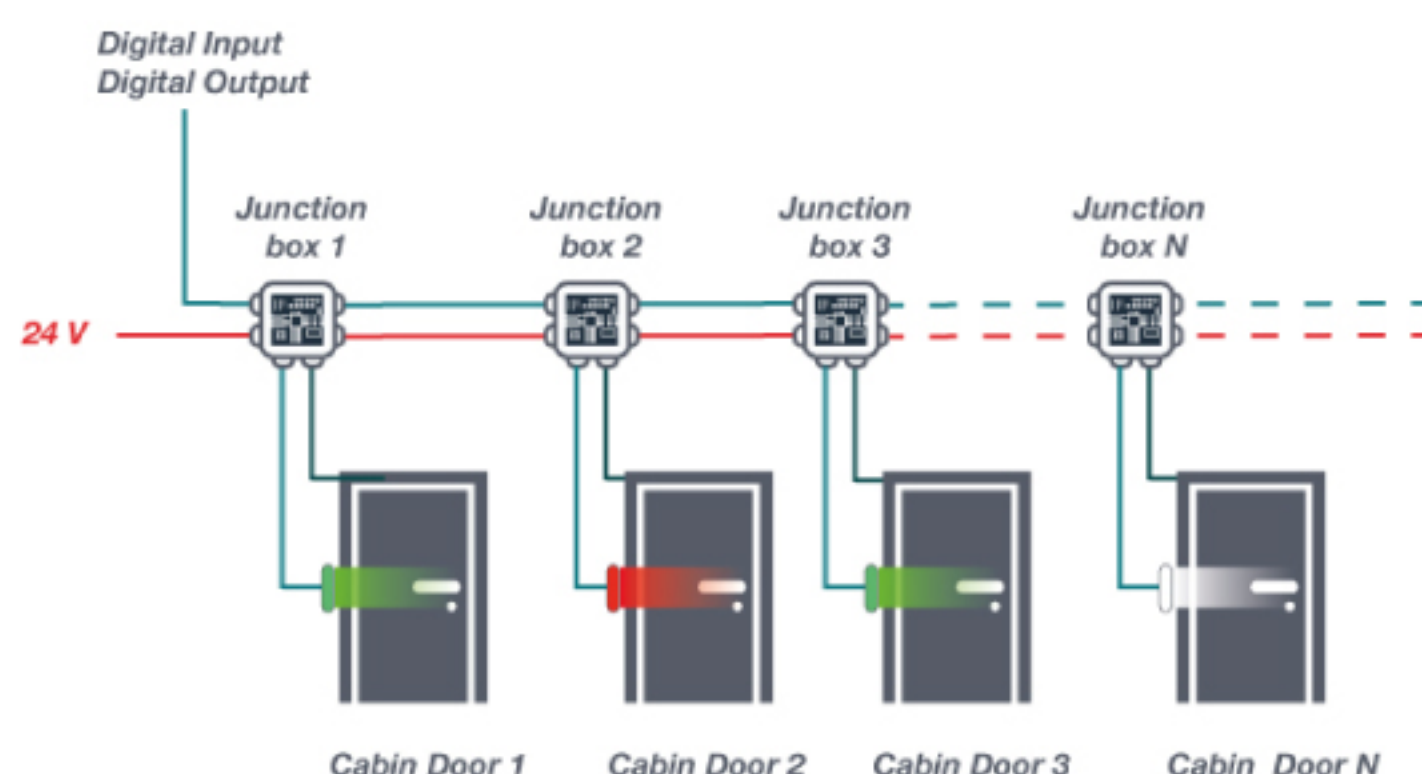 Digital Input
Digital Output
Junction
box 1
Junction
box 2
Junction
box 3
Junction
box N
24 V
Cabin Door 1
Cabin Door 2
Cabin Door 3
Cabin Door N